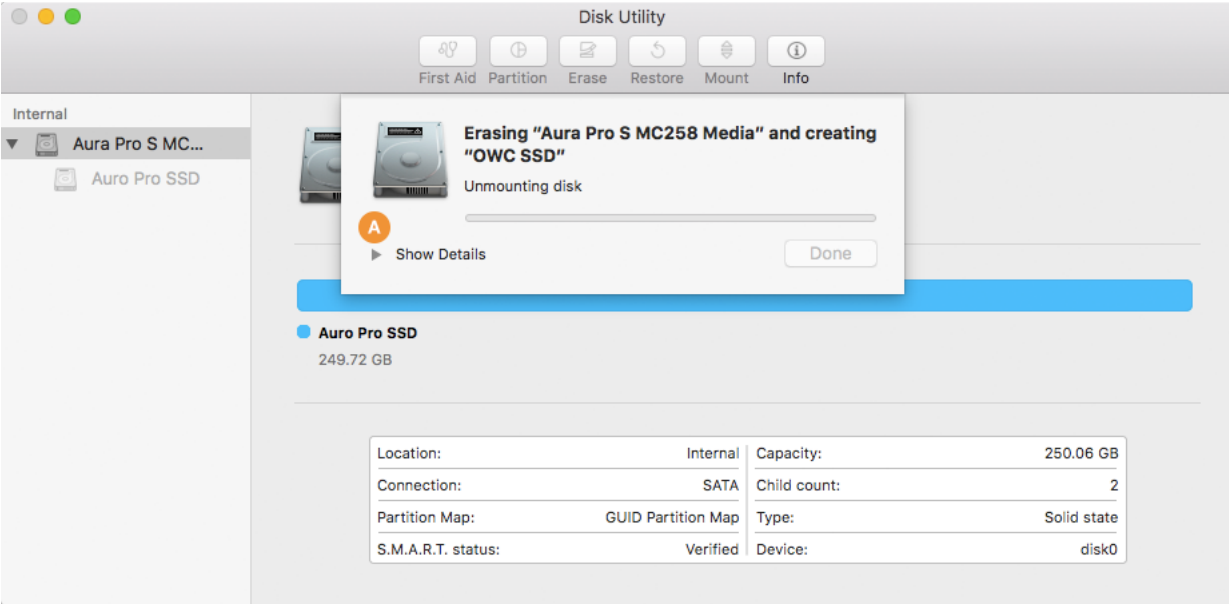 Disk Utility
First Aid Partition Erase Restore Mount Info
Internal
Aura Pro S MC...
Auro Pro SSD
Erasing “Aura Pro S MC258 Media” and creating
“OWC SSD”
Unmounting disk
A
Show Details
Done
Auro Pro SSD
249.72 GB
Location: Internal
Capacity: 250.06 GB
Connection: SATA
Child count: 2
Partition Map: GUID Partition Map
Type: Solid state
S.M.A.R.T. status: Verified
Device: disk0